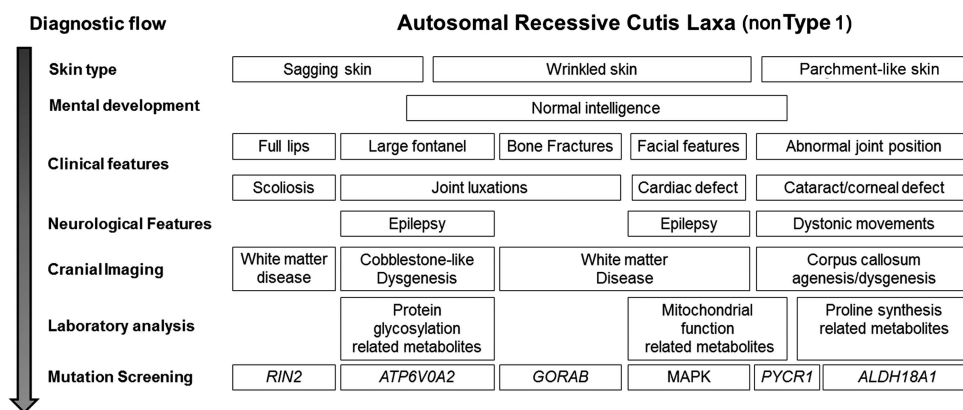 Diagnostic flow
Autosomal Recessive Cutis Laxa (non Type 1)
Skin type
Sagging skin
Wrinkled skin
Parchment-like skin
Mental development
Normal intelligence
Clinical features
Full lips
Large fontanel
Bone Fractures
Facial features
Abnormal joint position
Scoliosis
Joint luxations
Cardiac defect
Cataract/corneal defect
Neurological Features
Epilepsy
Epilepsy
Dystonic movements
Cranial Imaging
White matter
disease
Cobblestone-like
Dysgenesis
White matter
Disease
Corpus callosum
agenesis/dysgenesis
Laboratory analysis
Protein
glycosylation
related metabolites
Mitochondrial
function
related metabolites
Proline synthesis
related metabolites
Mutation Screening
RIN2
ATP6V0A2
GORAB
MAPK
PYCR1
ALDH18A1